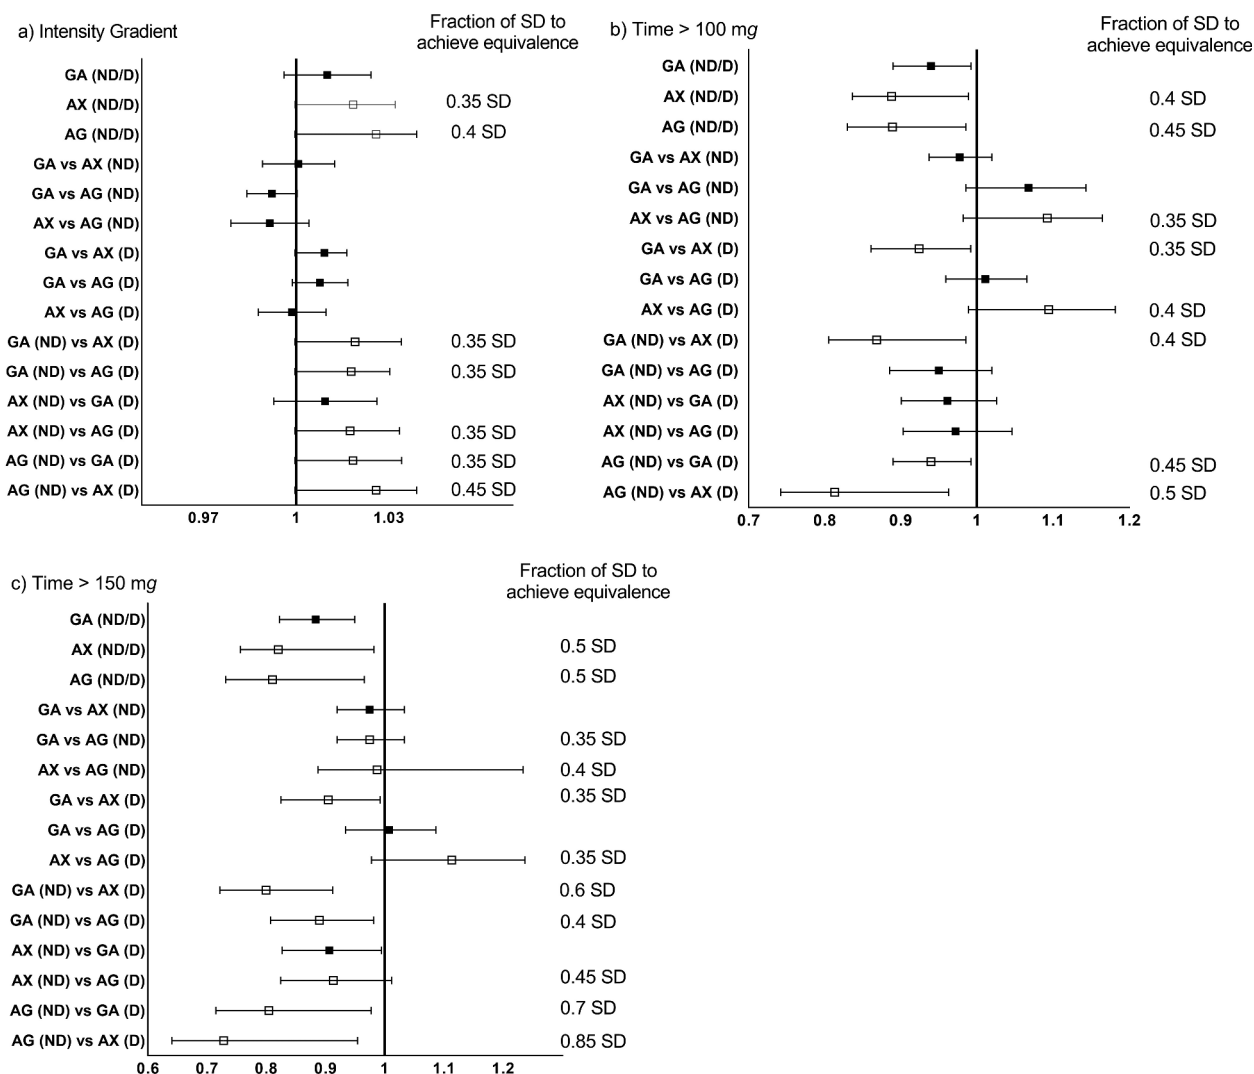 a) Intensity Gradient
Fraction of SD to
achieve equivalence
GA (ND/D)
AX (ND/D) 0.35 SD
AG (ND/D) 0.4 SD
GA vs AX (ND)
GA vs AG (ND)
AX vs AG (ND)
GA vs AX (D)
GA vs AG (D)
AX vs AG (D)
GA (ND) vs AX (D) 0.35 SD
GA (ND) vs AG (D) 0.35 SD
AX (ND) vs GA (D)
AX (ND) vs AG (D) 0.35 SD
AG (ND) vs GA (D) 0.35 SD
AG (ND) vs AX (D) 0.45 SD
0.97 1 1.03
b) Time > 100 mg
Fraction of SD to
achieve equivalence
GA (ND/D)
AX (ND/D) 0.4 SD
AG (ND/D) 0.45 SD
GA vs AX (ND)
GA vs AG (ND)
AX vs AG (ND) 0.35 SD
GA vs AX (D) 0.35 SD
GA vs AG (D)
AX vs AG (D) 0.4 SD
GA (ND) vs AX (D) 0.4 SD
GA (ND) vs AG (D)
AX (ND) vs GA (D)
AX (ND) vs AG (D)
AG (ND) vs GA (D) 0.45 SD
AG (ND) vs AX (D) 0.5 SD
0.7 0.8 0.9 1 1.1 1.2
c) Time > 150 mg
Fraction of SD to
achieve equivalence
GA (ND/D)
AX (ND/D) 0.5 SD
AG (ND/D) 0.5 SD
GA vs AX (ND)
GA vs AG (ND) 0.35 SD
AX vs AG (ND) 0.4 SD
GA vs AX (D) 0.35 SD
GA vs AG (D)
AX vs AG (D) 0.35 SD
GA (ND) vs AX (D) 0.6 SD
GA (ND) vs AG (D) 0.4 SD
AX (ND) vs GA (D)
AX (ND) vs AG (D) 0.45 SD
AG (ND) vs GA (D) 0.7 SD
AG (ND) vs AX (D) 0.85 SD
0.6 0.7 0.8 0.9 1 1.1 1.2